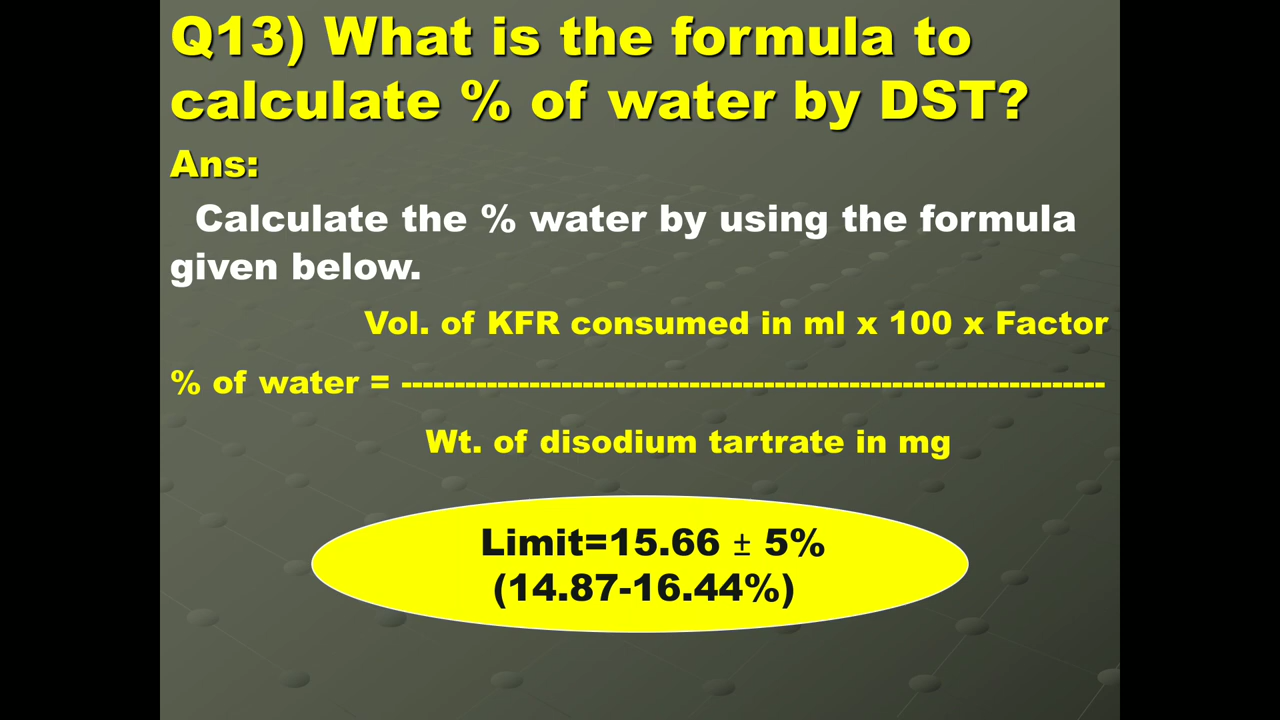 Q13) What is the formula to
calculate % of water by DST?
Ans:
Calculate the % water by using the formula
given below.
Vol. of KFR consumed in ml x 100 x Factor
% of water = -------------------------------------------------------------------
Wt. of disodium tartrate in mg
Limit=15.66 ± 5%
(14.87-16.44%)